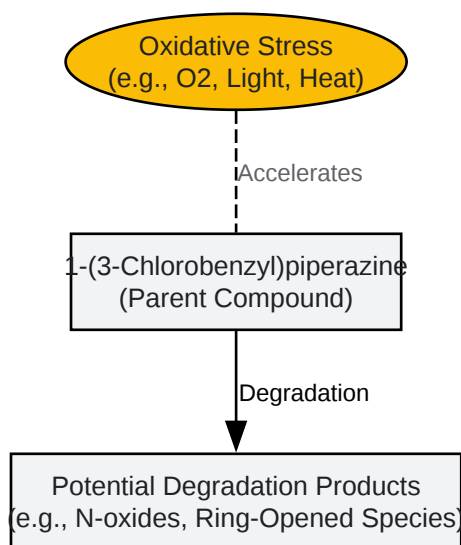 Oxidative Stress
(e.g., O2, Light, Heat)
Accelerates
1-(3-Chlorobenzyl)piperazine
(Parent Compound)
Degradation
Potential Degradation Products
(e.g., N-oxides, Ring-Opened Species)